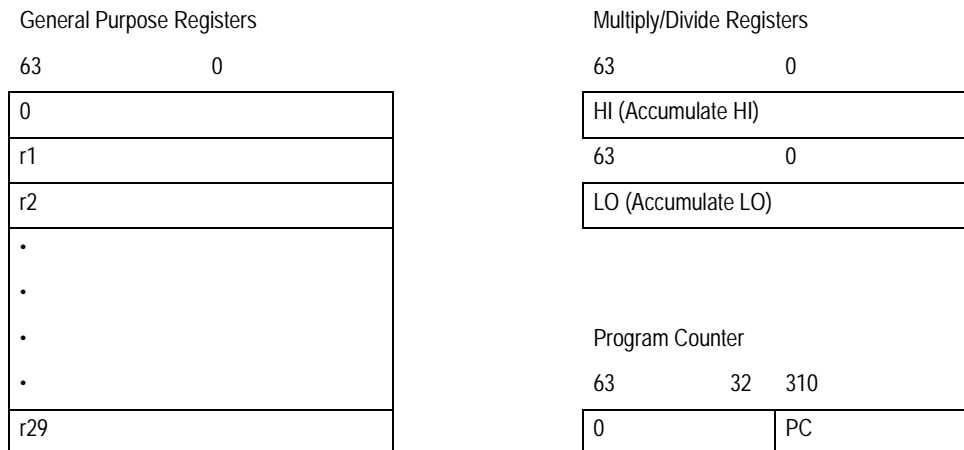 General Purpose Registers
63 0
0
r1
r2
•
•
•
•
r29
Multiply/Divide Registers
63 0
HI (Accumulate HI)
63 0
LO (Accumulate LO)
Program Counter
63 32 310
0 PC